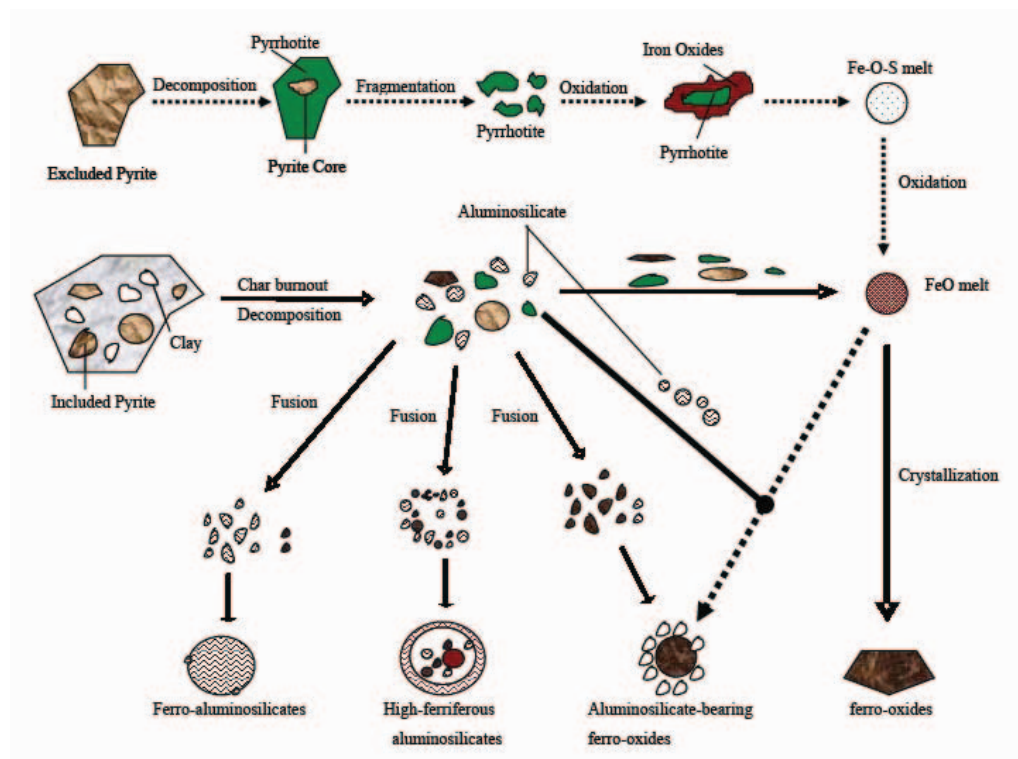 Pyrrhotite
Iron Oxides
Fe-O-S melt
Decomposition
Fragmentation
Oxidation
Pyrrhotite
Pyrrhotite
Excluded Pyrite
Pyrite Core
Oxidation
Aluminosilicate
Char burnout
Decomposition
FeO melt
Clay
Included Pyrite
Fusion
Fusion
Fusion
Crystallization
Ferro-aluminosilicates
High-ferriferous
aluminosilicates
Aluminosilicate-bearing
ferro-oxides
ferro-oxides